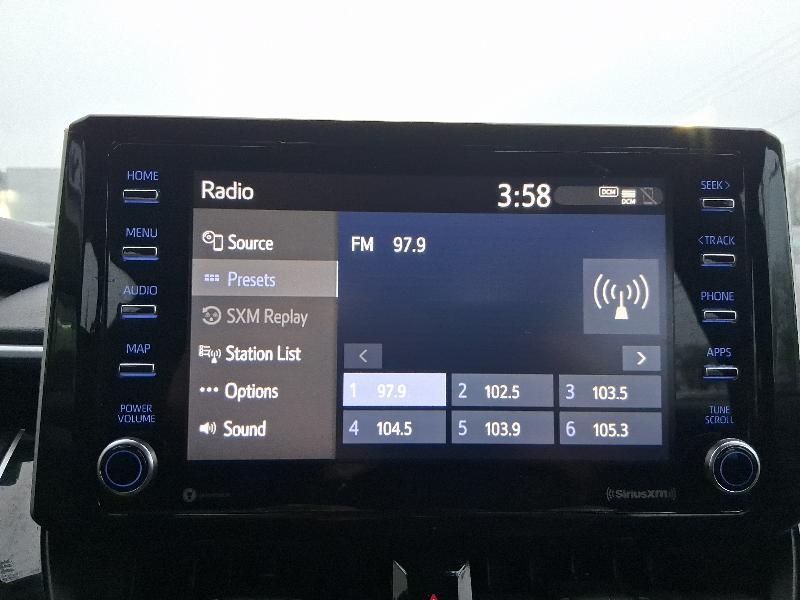 HOME
MENU
AUDIO
MAP
POWER
VOLUME
Radio
3:58
DCM
DCM
Source
Presets
SXM Replay
Station List
Options
Sound
FM 97.9
<
>
1 97.9
2 102.5
3 103.5
4 104.5
5 103.9
6 105.3
SEEK >
< TRACK
PHONE
APPS
TUNE
SCROLL
SiriusXM